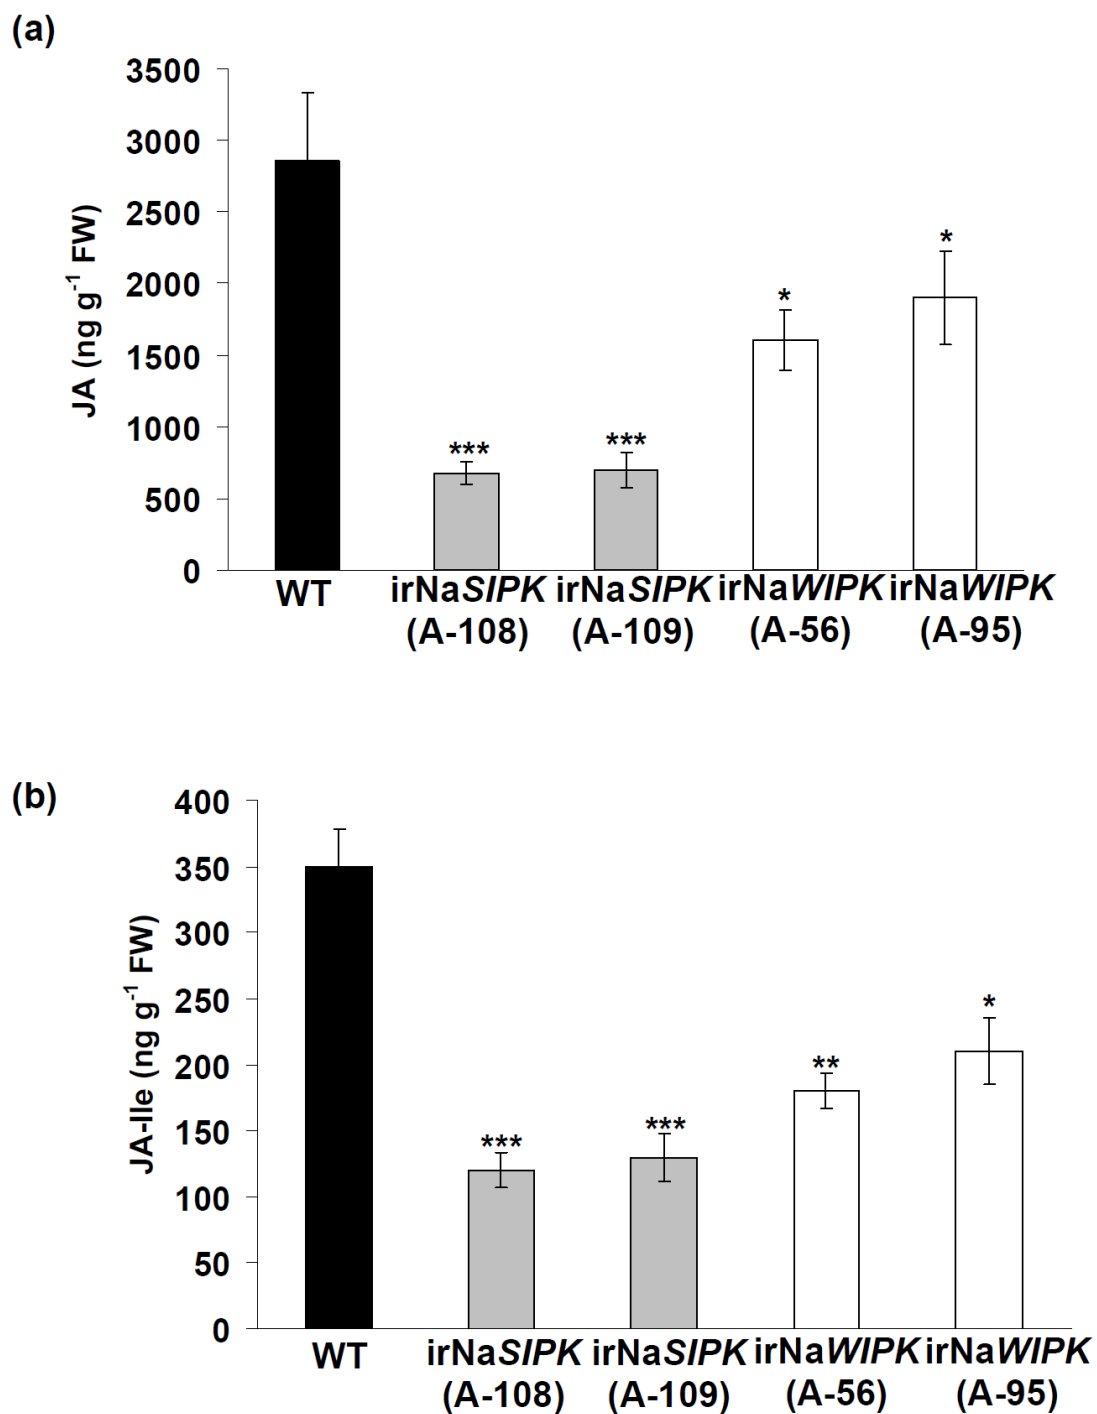 (a)
3500
3000
2500
2000
1500
1000
500
0
JA (ng g⁻¹ FW)
***
***
*
*
WT
irNaSIPK irNaSIPK irNaWIPK irNaWIPK
(A-108) (A-109) (A-56) (A-95)
(b)
400
350
300
250
200
150
100
50
0
JA-Ile (ng g⁻¹ FW)
***
***
**
*
WT
irNaSIPK irNaSIPK irNaWIPK irNaWIPK
(A-108) (A-109) (A-56) (A-95)